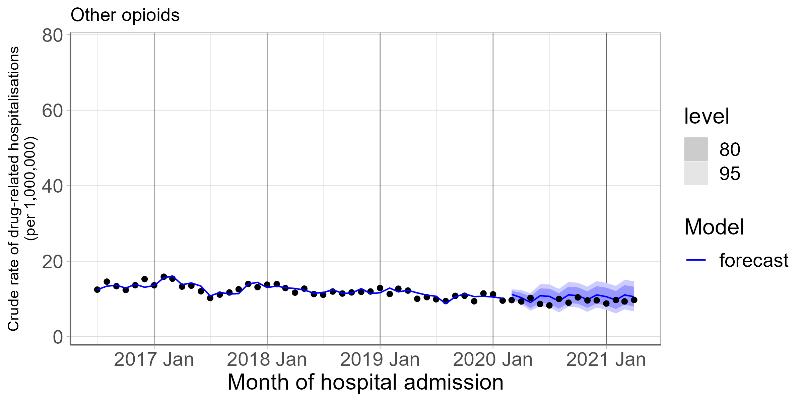 Other opioids
Crude rate of drug-related hospitalisations
(per 1,000,000)
80
60
40
20
0
2017 Jan
2018 Jan
2019 Jan
2020 Jan
2021 Jan
Month of hospital admission
level
80
95
Model
forecast